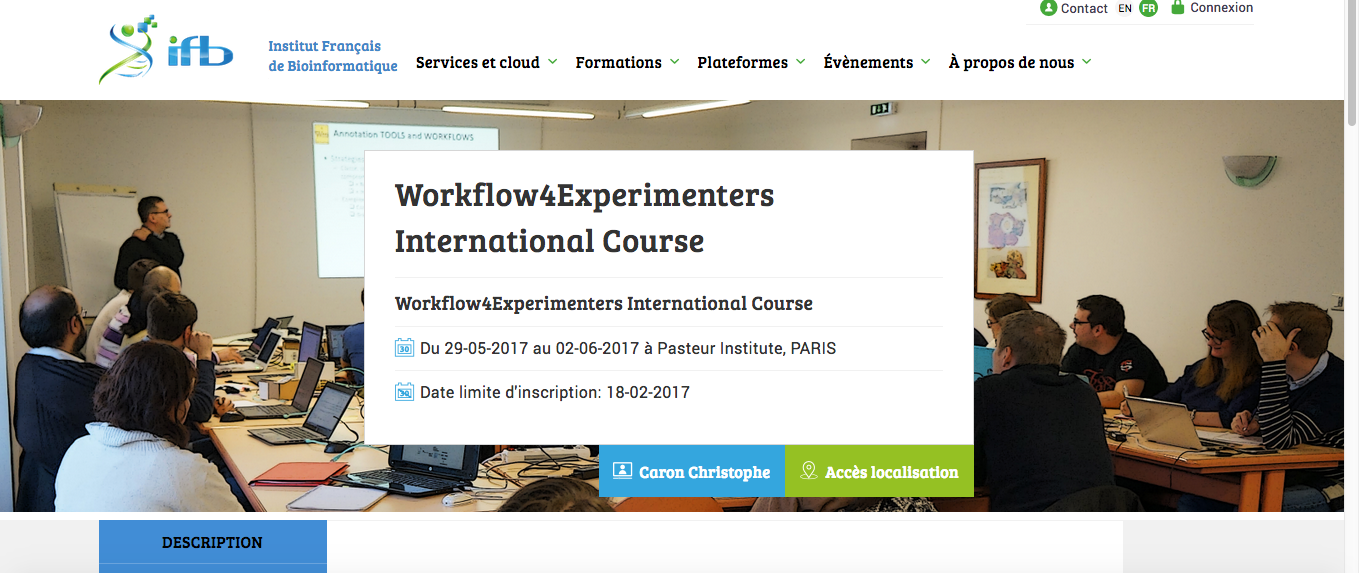 Contact EN FR Connexion
ifb
Institut Français
de Bioinformatique
Services et cloud Formations Plateformes Évènements À propos de nous
Annotation TOOLS and WORKFLOWS
Workflow4Experimenters
International Course
Workflow4Experimenters International Course
30 Du 29-05-2017 au 02-06-2017 à Pasteur Institute, PARIS
Date limite d'inscription: 18-02-2017
Caron Christophe Accès localisation
DESCRIPTION